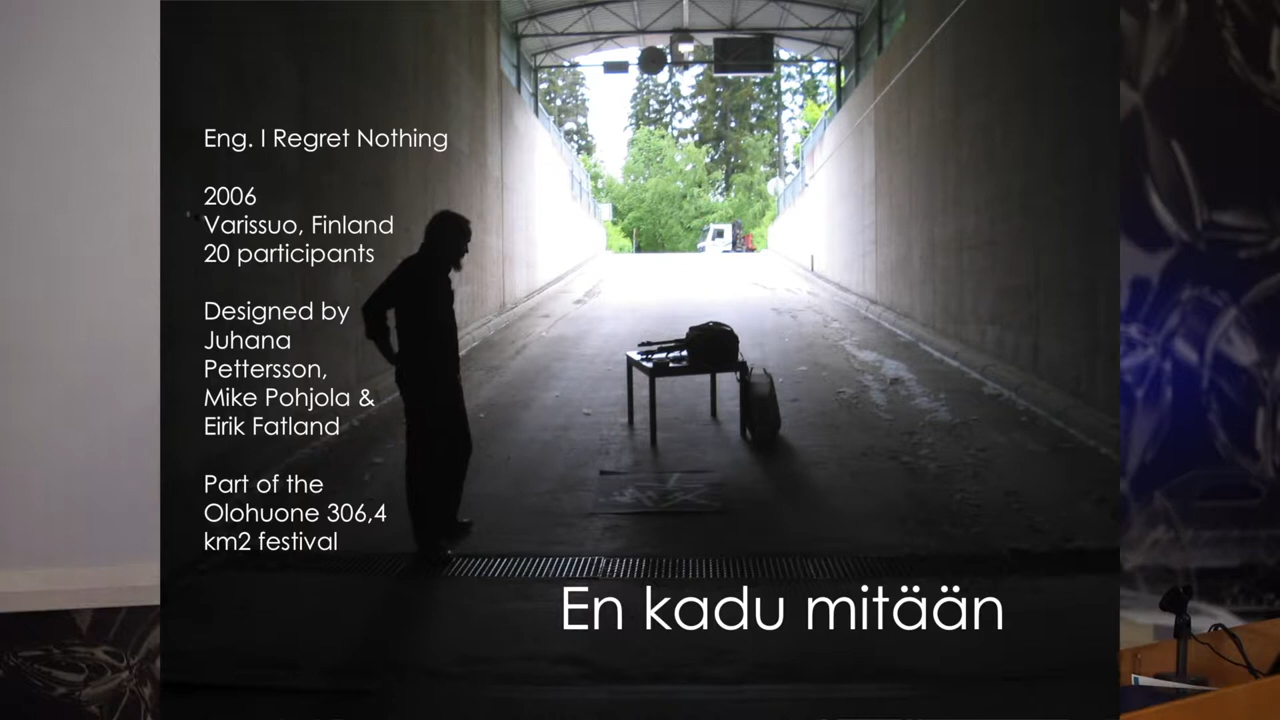 Eng. I Regret Nothing
2006
Varissuo, Finland
20 participants
Designed by
Juhana
Pettersson,
Mike Pohjola &
Eirik Fatland
Part of the
Olohuone 306,4
km2 festival
En kadu mitään